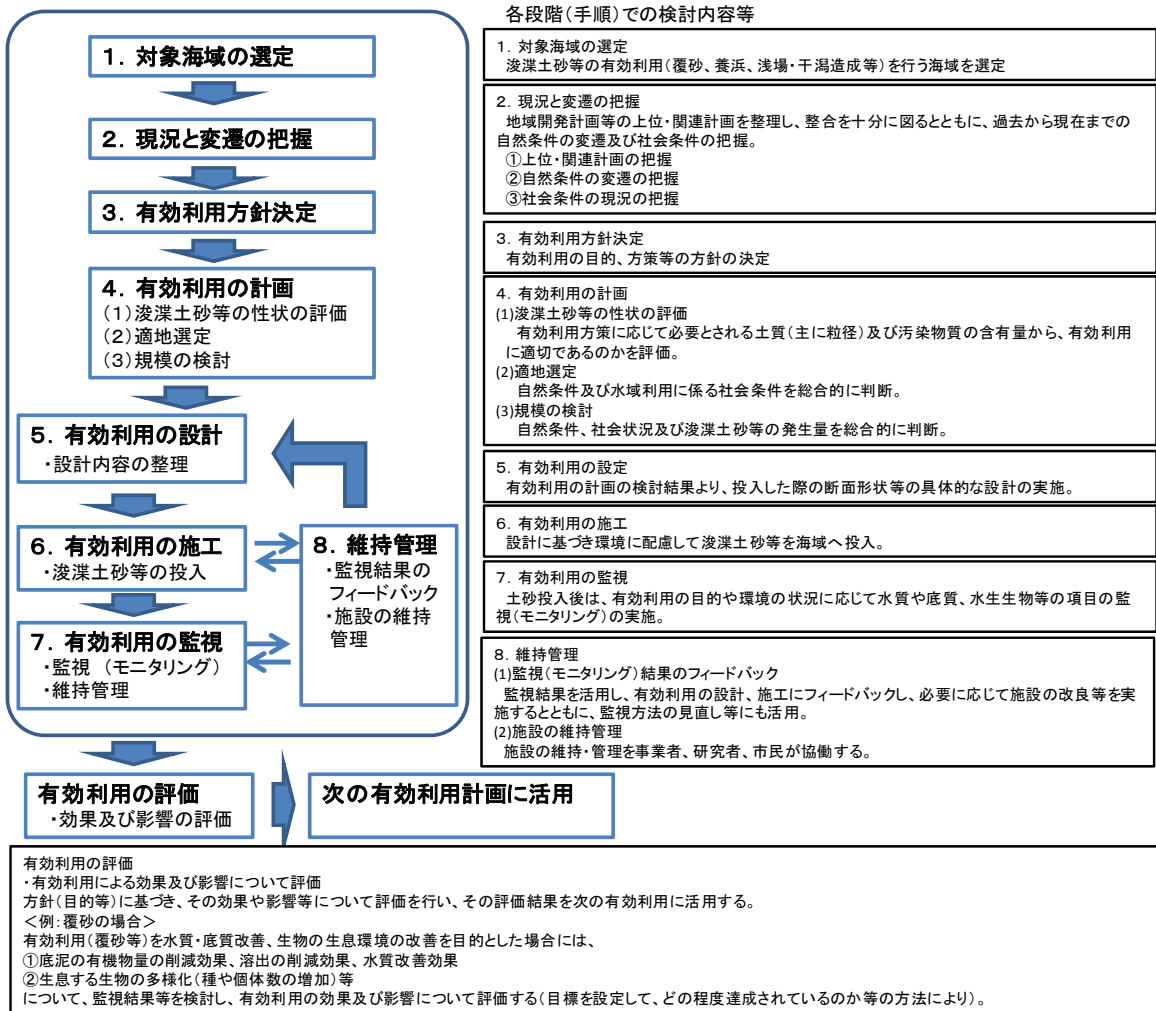 各段階(手順)での検討内容等
1. 対象海域の選定
2. 現況と変遷の把握
3. 有効利用方針決定
4. 有効利用の計画
(1)浚渫土砂等の性状の評価
(2)適地選定
(3)規模の検討
5. 有効利用の設計
・設計内容の整理
6. 有効利用の施工
・浚渫土砂等の投入
7. 有効利用の監視
・監視 (モニタリング)
・維持管理
8. 維持管理
・監視結果の
フィードバック
・施設の維持
管理
有効利用の評価
・効果及び影響の評価
次の有効利用計画に活用
1. 対象海域の選定
浚渫土砂等の有効利用(覆砂、養浜、浅場・干潟造成等)を行う海域を選定
2. 現況と変遷の把握
地域開発計画等の上位・関連計画を整理し、整合を十分に図るとともに、過去から現在までの
自然条件の変遷及び社会条件の把握。
①上位・関連計画の把握
②自然条件の変遷の把握
③社会条件の現況の把握
3. 有効利用方針決定
有効利用の目的、方策等の方針の決定
4. 有効利用の計画
(1)浚渫土砂等の性状の評価
有効利用方策に応じて必要とされる土質(主に粒径)及び汚染物質の含有量から、有効利用
に適切であるのかを評価。
(2)適地選定
自然条件及び水域利用に係る社会条件を総合的に判断。
(3)規模の検討
自然条件、社会状況及び浚渫土砂等の発生量を総合的に判断。
5. 有効利用の設定
有効利用の計画の検討結果より、投入した際の断面形状等の具体的な設計の実施。
6. 有効利用の施工
設計に基づき環境に配慮して浚渫土砂等を海域へ投入。
7. 有効利用の監視
土砂投入後は、有効利用の目的や環境の状況に応じて水質や底質、水生生物等の項目の監
視(モニタリング)の実施。
8. 維持管理
(1)監視(モニタリング)結果のフィードバック
監視結果を活用し、有効利用の設計、施工にフィードバックし、必要に応じて施設の改良等を実
施するとともに、監視方法の見直し等にも活用。
(2)施設の維持管理
施設の維持・管理を事業者、研究者、市民が協働する。
有効利用の評価
・有効利用による効果及び影響について評価
方針(目的等)に基づき、その効果や影響等について評価を行い、その評価結果を次の有効利用に活用する。
<例:覆砂の場合>
有効利用(覆砂等)を水質・底質改善、生物の生息環境の改善を目的とした場合には、
①底泥の有機物量の削減効果、溶出の削減効果、水質改善効果
②生息する生物の多様化(種や個体数の増加)等
について、監視結果等を検討し、有効利用の効果及び影響について評価する(目標を設定して、どの程度達成されているのか等の方法により)。